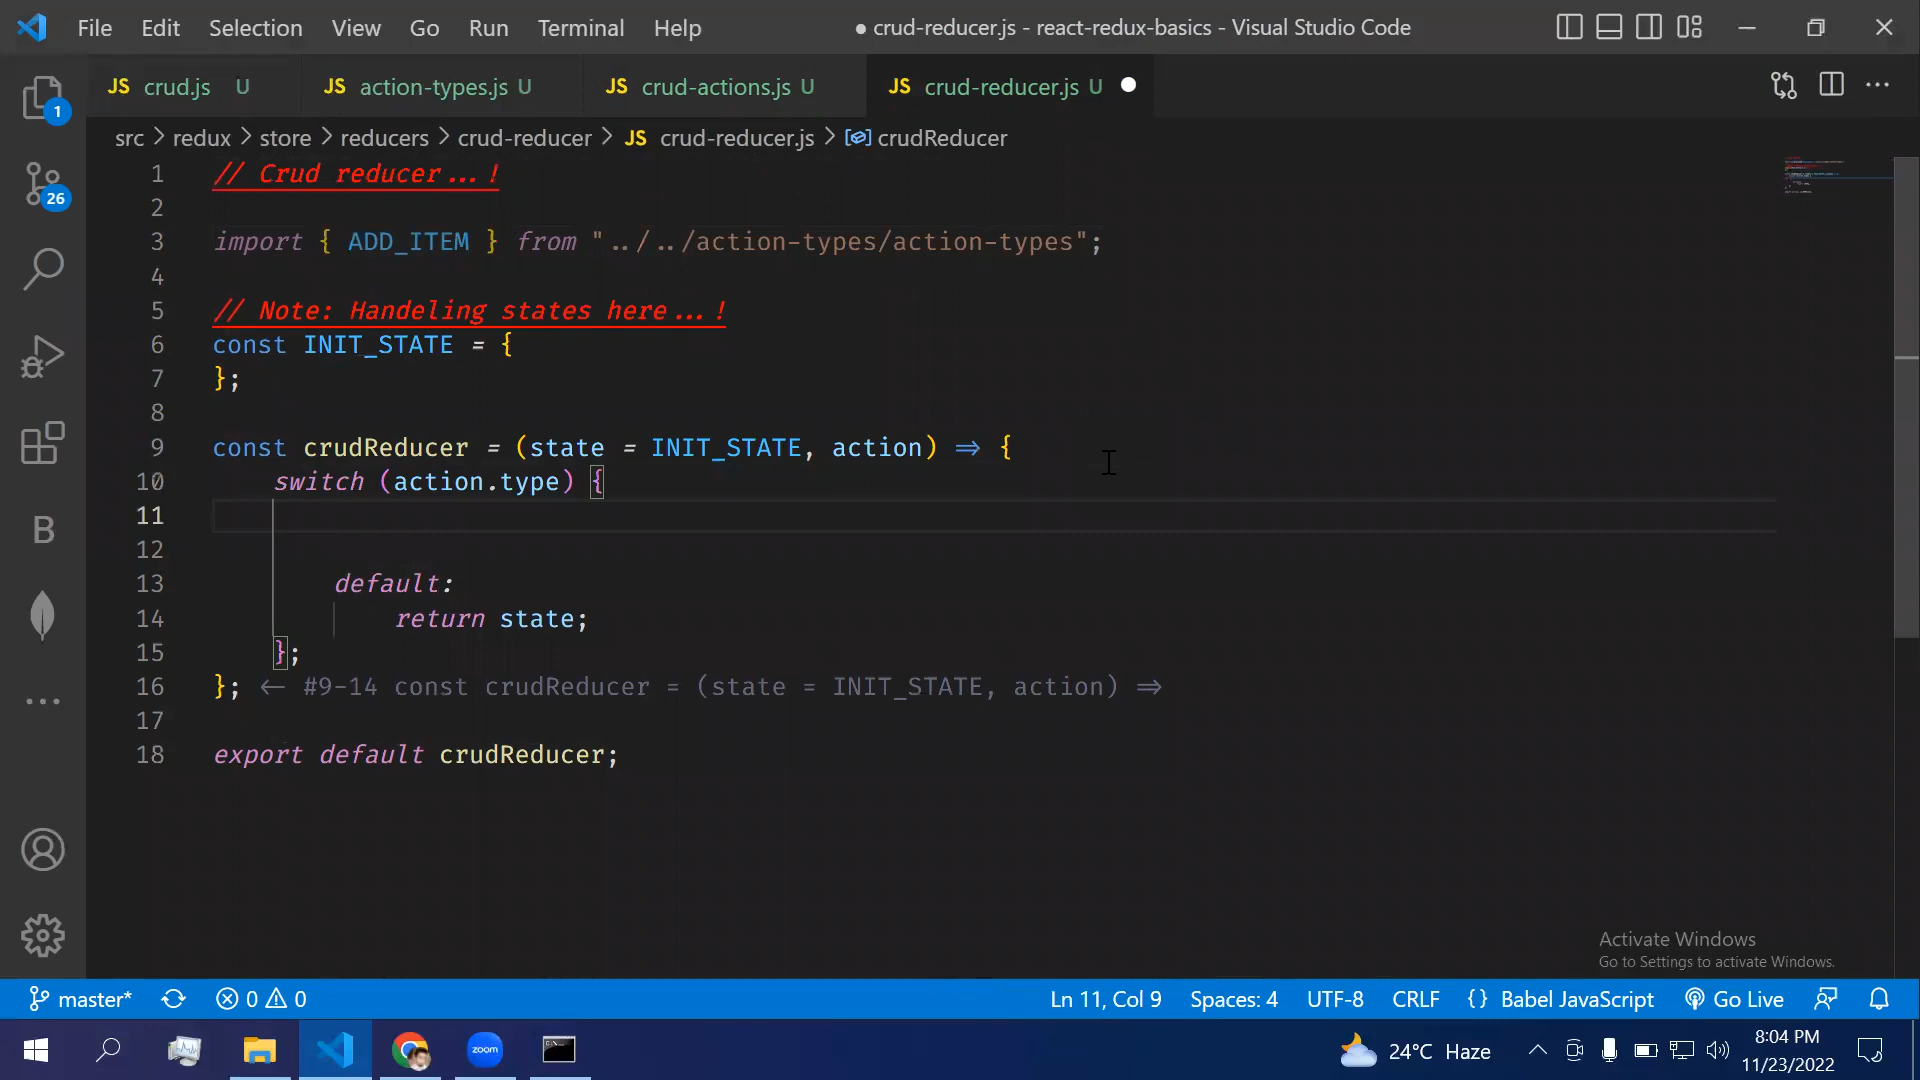 File Edit Selection View Go Run Terminal Help ● crud-reducer.js - react-redux-basics - Visual Studio Code
JS crud.js U JS action-types.js U JS crud-actions.js U JS crud-reducer.js U
src > redux > store > reducers > crud-reducer > JS crud-reducer.js > crudReducer
1 // Crud reducer...!
2
3 import { ADD_ITEM } from "../../action-types/action-types";
4
5 // Note: Handeling states here...!
6 const INIT_STATE = {
7 };
8
9 const crudReducer = (state = INIT_STATE, action) => {
10 switch (action.type) {
11
12
13 default:
14 return state;
15 };
16 }; <- #9-14 const crudReducer = (state = INIT_STATE, action) =>
17
18 export default crudReducer;
1
26
B
Activate Windows
Go to Settings to activate Windows.
master* 0 0 Ln 11, Col 9 Spaces: 4 UTF-8 CRLF {} Babel JavaScript Go Live
zoom 24°C Haze 8:04 PM
11/23/2022